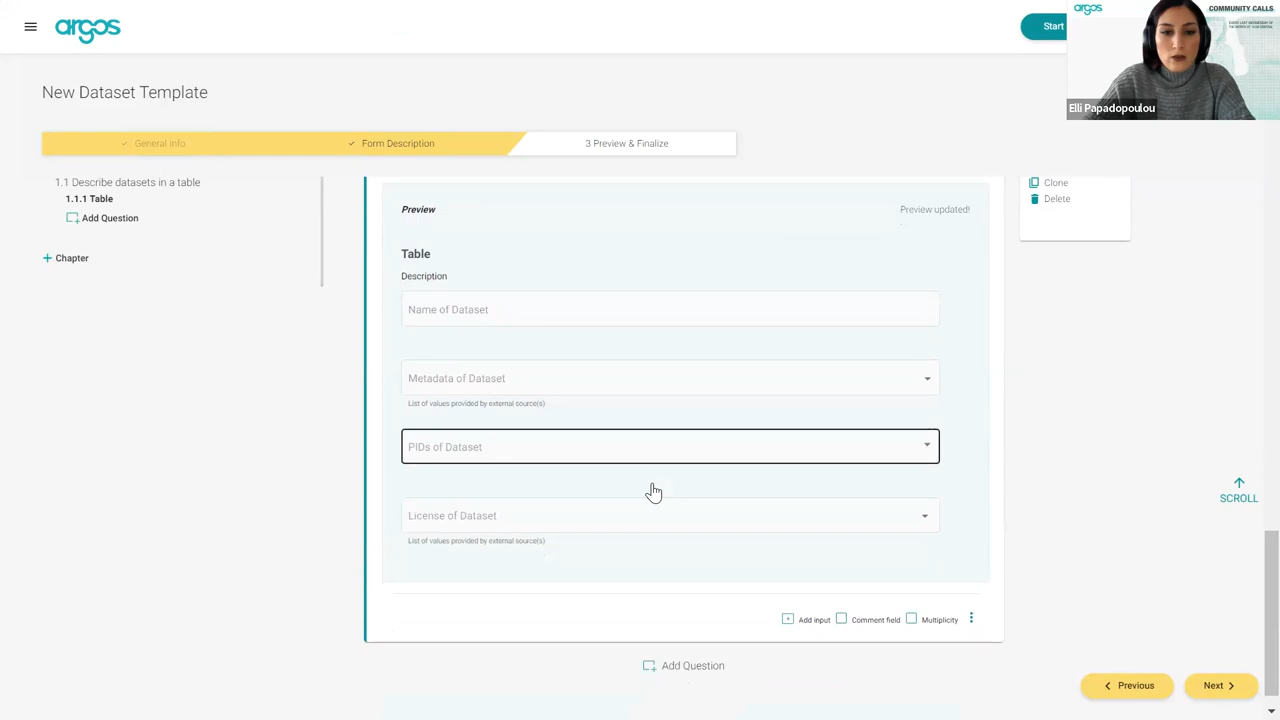 argos
Start
argos
COMMUNITY CALLS
Elli Papadopoulou
New Dataset Template
General Info
Form Description
3 Preview & Finalize
1.1 Describe datasets in a table
1.1.1 Table
Add Question
Chapter
Clone
Delete
Preview
Preview updated!
Table
Description
Name of Dataset
Metadata of Dataset
List of values provided by external source(s)
PIDs of Dataset
License of Dataset
List of values provided by external source(s)
SCROLL
Add input
Comment field
Multiplicity
Add Question
Previous
Next